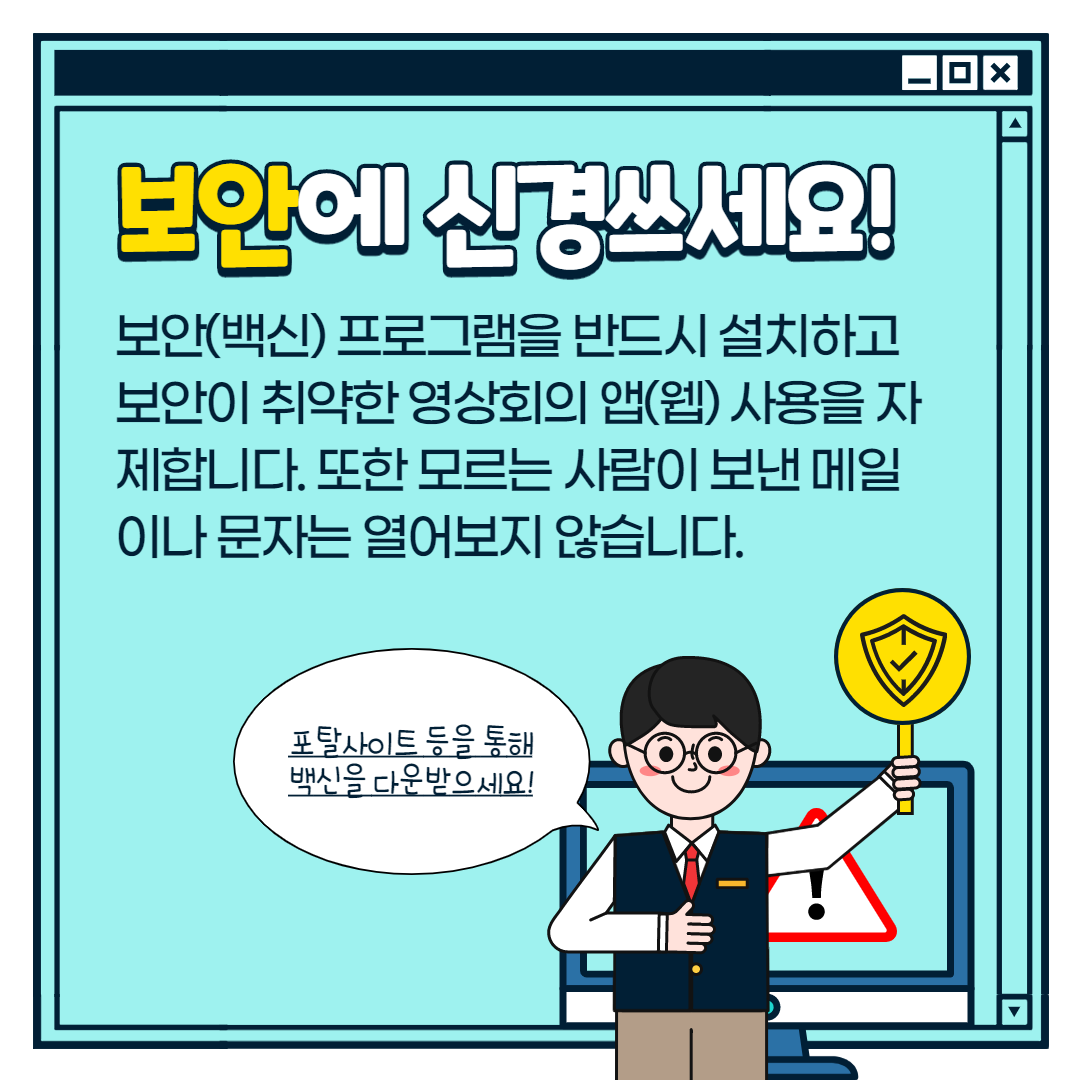 보안에 신경쓰세요!
보안(백신) 프로그램을 반드시 설치하고
보안이 취약한 영상회의 앱(웹) 사용을 자
제합니다. 또한 모르는 사람이 보낸 메일
이나 문자는 열어보지 않습니다.
포탈사이트 등을 통해
백신을 다운받으세요!
!